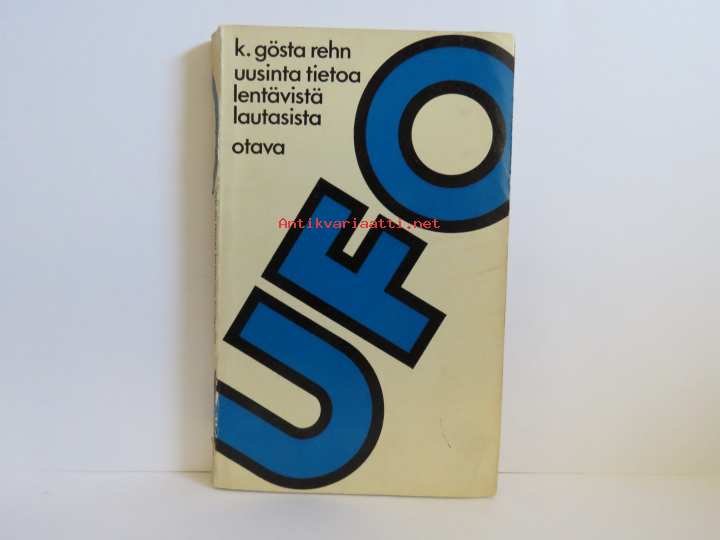 k. gösta rehn
uusinta tietoa
lentävistä
lautasista
otava
UFO
Antikvariaatti.net